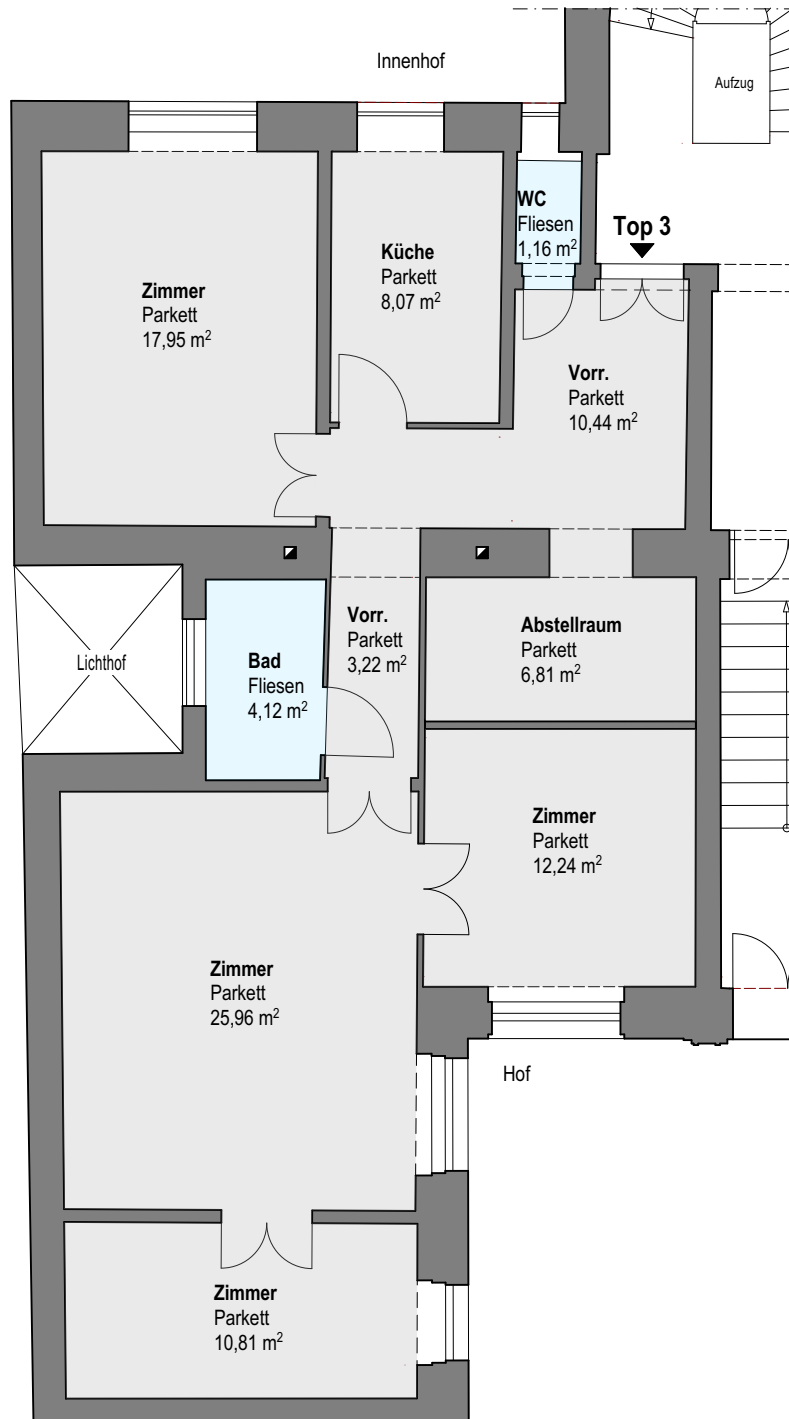 Innenhof
Aufzug
WC
Fliesen
1,16 m²
Top 3
Küche
Parkett
8,07 m²
Zimmer
Parkett
17,95 m²
Vorr.
Parkett
10,44 m²
Vorr.
Parkett
3,22 m²
Abstellraum
Parkett
6,81 m²
Lichthof
Bad
Fliesen
4,12 m²
Zimmer
Parkett
12,24 m²
Zimmer
Parkett
25,96 m²
Hof
Zimmer
Parkett
10,81 m²